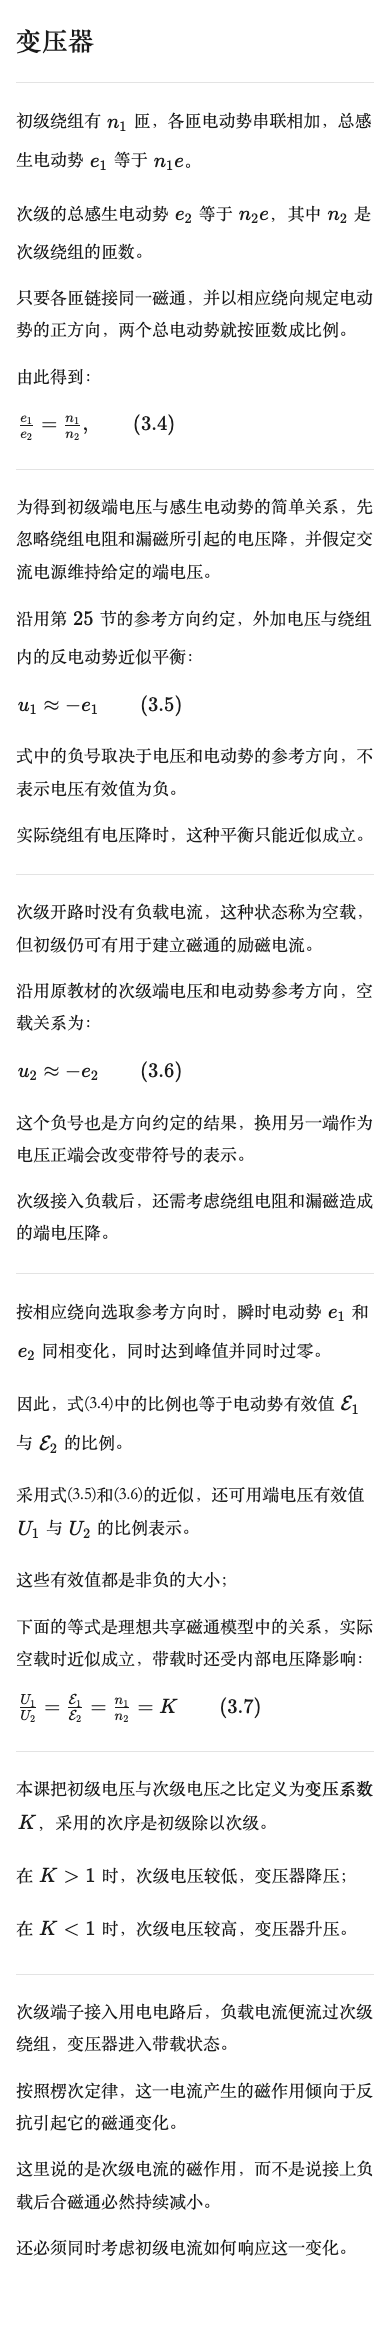 变压器
初级绕组有 n₁ 匝，各匝电动势串联相加，总感
生电动势 e₁ 等于 n₁e。
次级的总感生电动势 e₂ 等于 n₂e，其中 n₂ 是
次级绕组的匝数。
只要各匝链接同一磁通，并以相应绕向规定电动
势的正方向，两个总电动势就按匝数成比例。
由此得到：
e₁/e₂ = n₁/n₂, (3.4)
为得到初级端电压与感生电动势的简单关系，先
忽略绕组电阻和漏磁所引起的电压降，并假定交
流电源维持给定的端电压。
沿用第 25 节的参考方向约定，外加电压与绕组
内的反电动势近似平衡：
u₁ ≈ −e₁ (3.5)
式中的负号取决于电压和电动势的参考方向，不
表示电压有效值为负。
实际绕组有电压降时，这种平衡只能近似成立。
次级开路时没有负载电流，这种状态称为空载，
但初级仍可有用于建立磁通的励磁电流。
沿用原教材的次级端电压和电动势参考方向，空
载关系为：
u₂ ≈ −e₂ (3.6)
这个负号也是方向约定的结果，换用另一端作为
电压正端会改变带符号的表示。
次级接入负载后，还需考虑绕组电阻和漏磁造成
的端电压降。
按相应绕向选取参考方向时，瞬时电动势 e₁ 和
e₂ 同相变化，同时达到峰值并同时过零。
因此，式(3.4)中的比例也等于电动势有效值 ℰ₁
与 ℰ₂ 的比例。
采用式(3.5)和(3.6)的近似，还可用端电压有效值
U₁ 与 U₂ 的比例表示。
这些有效值都是非负的大小；
下面的等式是理想共享磁通模型中的关系，实际
空载时近似成立，带载时还受内部电压降影响：
U₁/U₂ = ℰ₁/ℰ₂ = n₁/n₂ = K (3.7)
本课把初级电压与次级电压之比定义为变压系数
K，采用的次序是初级除以次级。
在 K > 1 时，次级电压较低，变压器降压；
在 K < 1 时，次级电压较高，变压器升压。
次级端子接入用电电路后，负载电流便流过次级
绕组，变压器进入带载状态。
按照楞次定律，这一电流产生的磁作用倾向于反
抗引起它的磁通变化。
这里说的是次级电流的磁作用，而不是说接上负
载后合磁通必然持续减小。
还必须同时考虑初级电流如何响应这一变化。